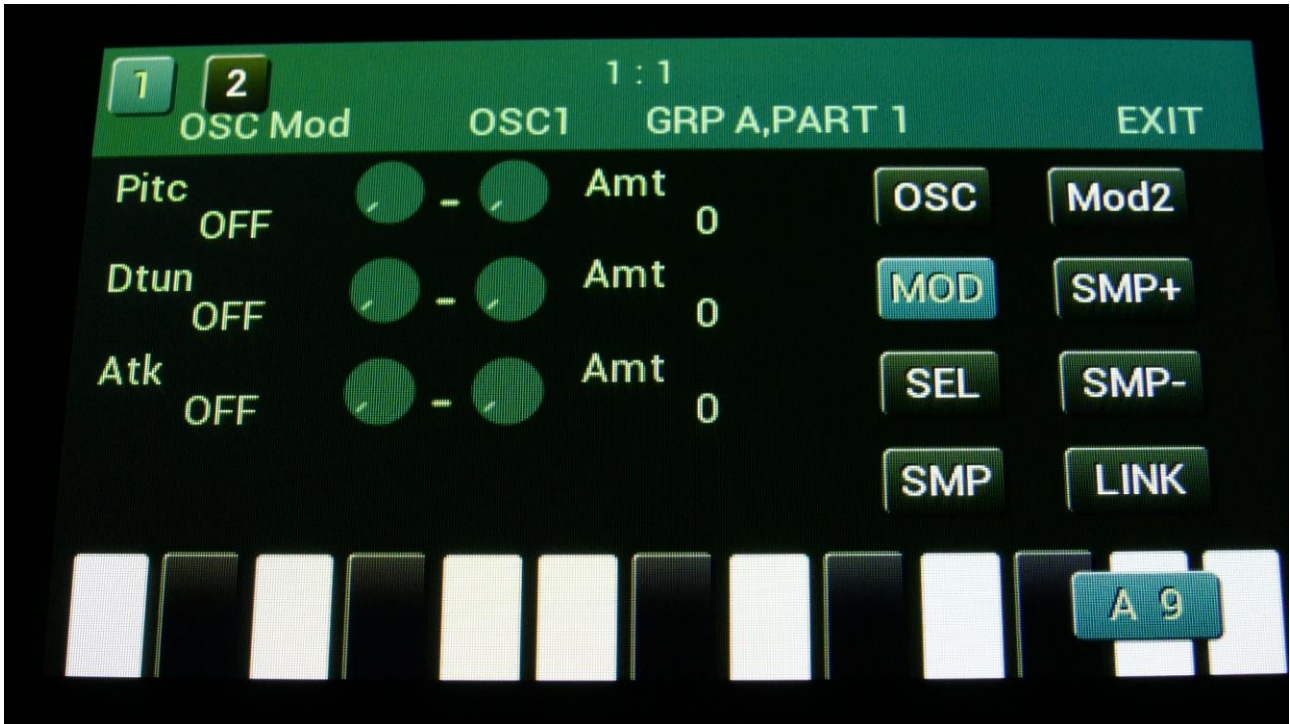 1 2 1 : 1
OSC Mod OSC1 GRP A,PART 1 EXIT
Pitc Amt OSC Mod2
OFF 0
Dtun Amt MOD SMP+
OFF 0
Atk Amt SEL SMP-
OFF 0
SMP LINK
A 9